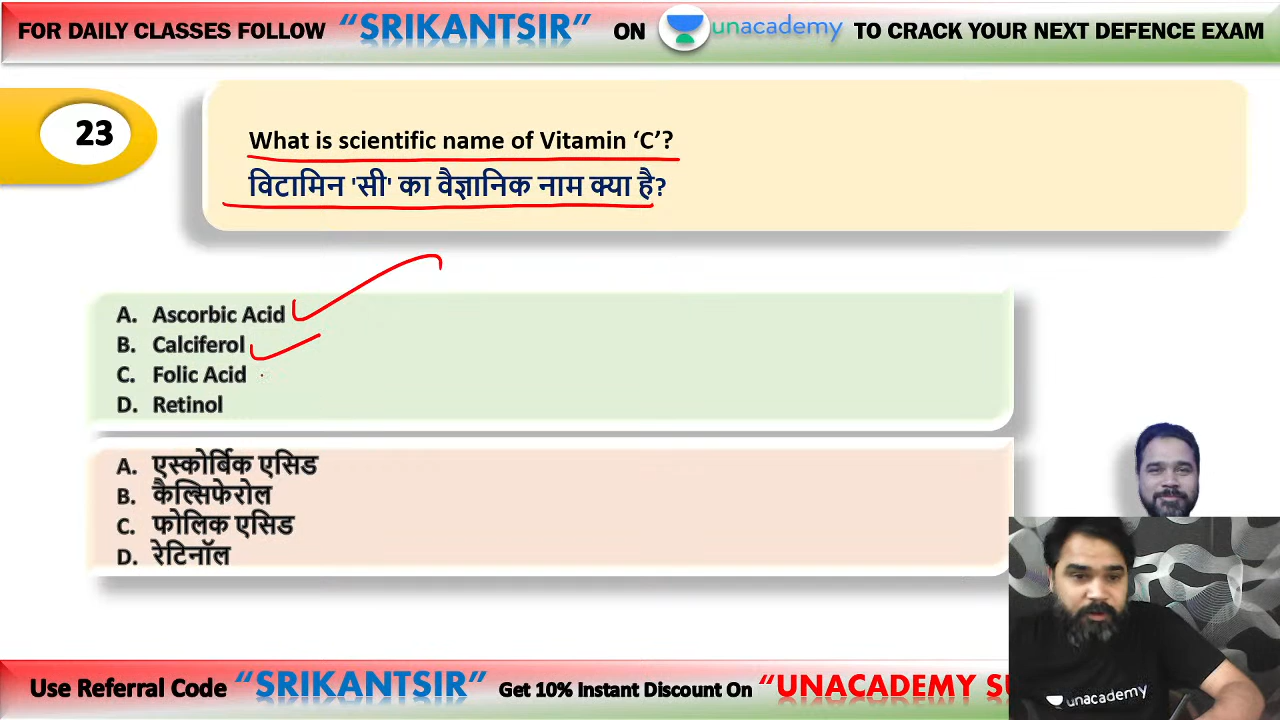 FOR DAILY CLASSES FOLLOW “SRIKANTSIR” ON unacademy TO CRACK YOUR NEXT DEFENCE EXAM
23
What is scientific name of Vitamin ‘C’?
विटामिन 'सी' का वैज्ञानिक नाम क्या है?
A. Ascorbic Acid
B. Calciferol
C. Folic Acid
D. Retinol
A. एस्कोर्बिक एसिड
B. कैल्सिफेरोल
C. फोलिक एसिड
D. रेटिनॉल
unacademy
Use Referral Code “SRIKANTSIR” Get 10% Instant Discount On “UNACADEMY